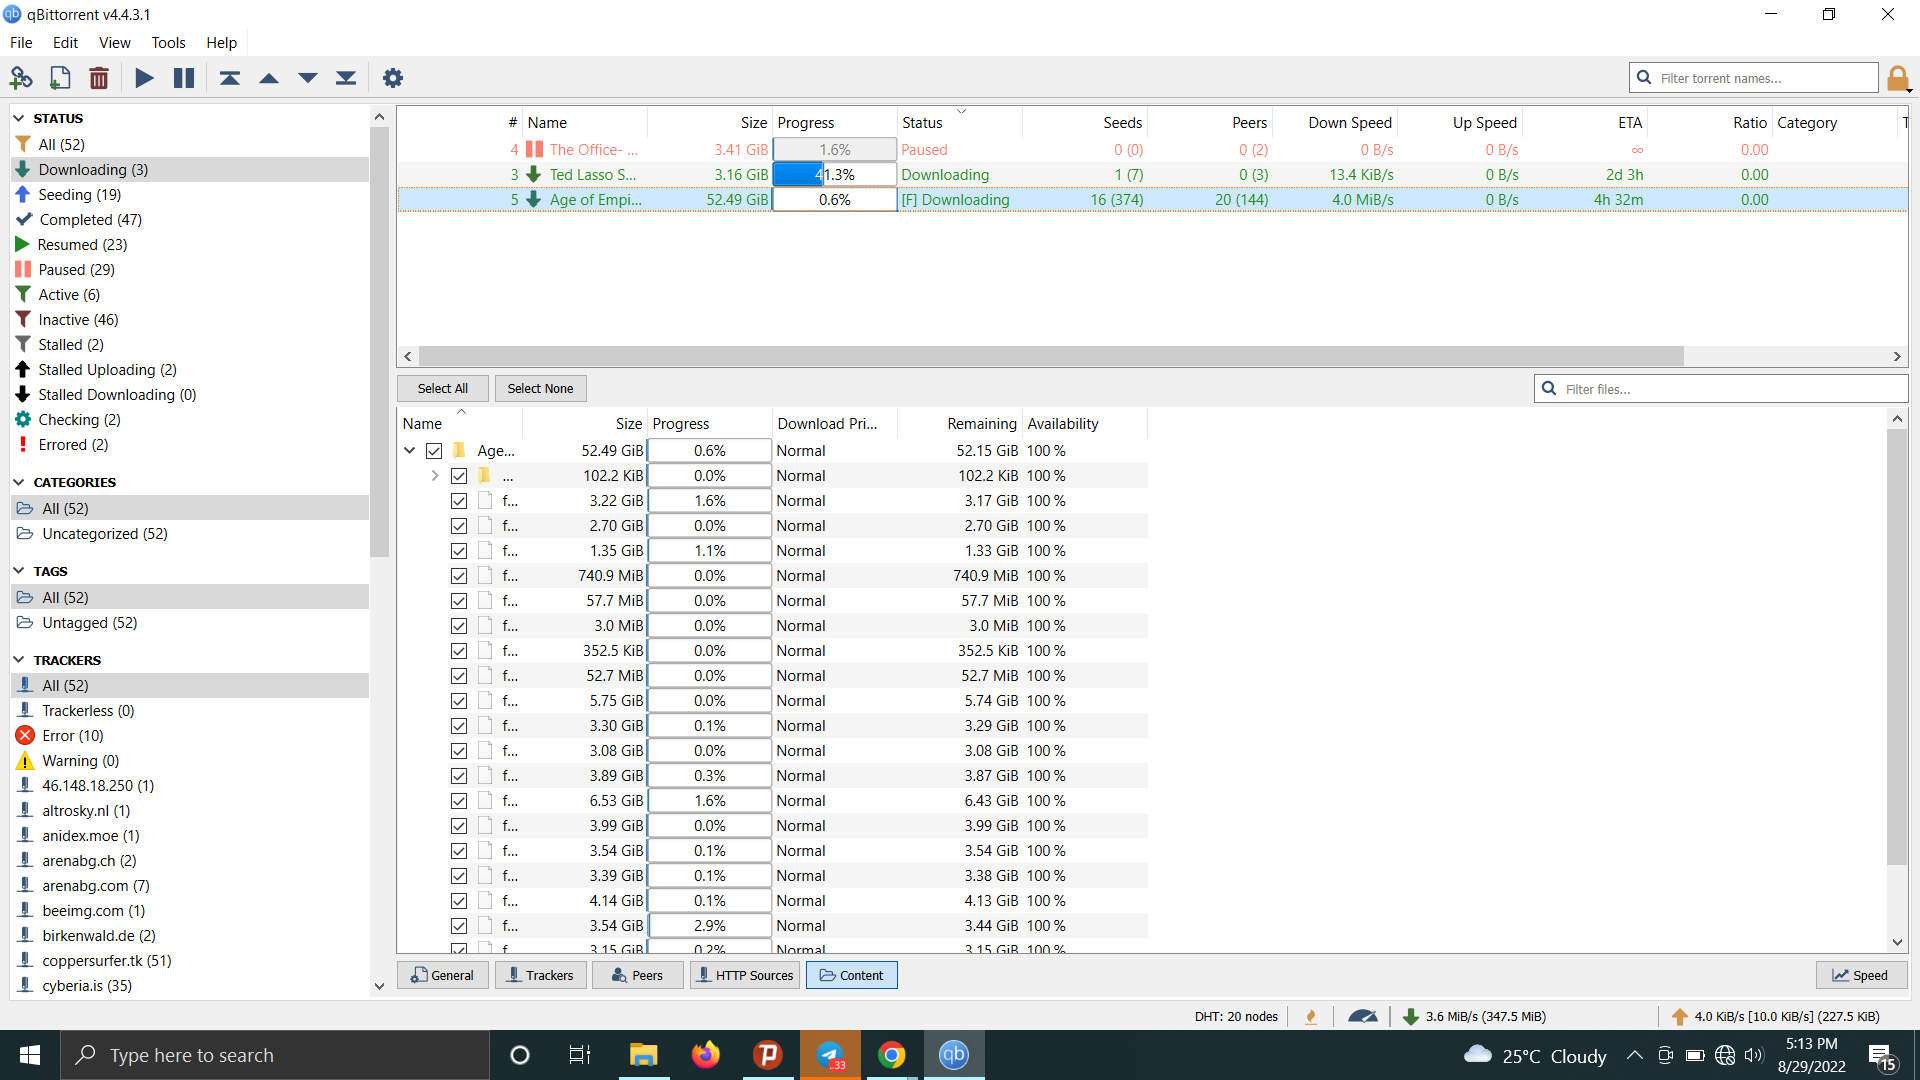 qBittorrent v4.4.3.1
File Edit View Tools Help
Filter torrent names...
STATUS
All (52)
Downloading (3)
Seeding (19)
Completed (47)
Resumed (23)
Paused (29)
Active (6)
Inactive (46)
Stalled (2)
Stalled Uploading (2)
Stalled Downloading (0)
Checking (2)
Errored (2)
CATEGORIES
All (52)
Uncategorized (52)
TAGS
All (52)
Untagged (52)
TRACKERS
All (52)
Trackerless (0)
Error (10)
Warning (0)
46.148.18.250 (1)
altrosky.nl (1)
anidex.moe (1)
arenabg.ch (2)
arenabg.com (7)
beeimg.com (1)
birkenwald.de (2)
coppersurfer.tk (51)
cyberia.is (35)
# Name Size Progress Status Seeds Peers Down Speed Up Speed ETA Ratio Category T
4 The Office- ... 3.41 GiB 1.6% Paused 0 (0) 0 (2) 0 B/s 0 B/s ∞ 0.00
3 Ted Lasso S... 3.16 GiB 41.3% Downloading 1 (7) 0 (3) 13.4 KiB/s 0 B/s 2d 3h 0.00
5 Age of Empi... 52.49 GiB 0.6% [F] Downloading 16 (374) 20 (144) 4.0 MiB/s 0 B/s 4h 32m 0.00
Select All Select None
Filter files...
Name Size Progress Download Pri... Remaining Availability
Age... 52.49 GiB 0.6% Normal 52.15 GiB 100 %
... 102.2 KiB 0.0% Normal 102.2 KiB 100 %
f... 3.22 GiB 1.6% Normal 3.17 GiB 100 %
f... 2.70 GiB 0.0% Normal 2.70 GiB 100 %
f... 1.35 GiB 1.1% Normal 1.33 GiB 100 %
f... 740.9 MiB 0.0% Normal 740.9 MiB 100 %
f... 57.7 MiB 0.0% Normal 57.7 MiB 100 %
f... 3.0 MiB 0.0% Normal 3.0 MiB 100 %
f... 352.5 KiB 0.0% Normal 352.5 KiB 100 %
f... 52.7 MiB 0.0% Normal 52.7 MiB 100 %
f... 5.75 GiB 0.0% Normal 5.74 GiB 100 %
f... 3.30 GiB 0.1% Normal 3.29 GiB 100 %
f... 3.08 GiB 0.0% Normal 3.08 GiB 100 %
f... 3.89 GiB 0.3% Normal 3.87 GiB 100 %
f... 6.53 GiB 1.6% Normal 6.43 GiB 100 %
f... 3.99 GiB 0.0% Normal 3.99 GiB 100 %
f... 3.54 GiB 0.1% Normal 3.54 GiB 100 %
f... 3.39 GiB 0.1% Normal 3.38 GiB 100 %
f... 4.14 GiB 0.1% Normal 4.13 GiB 100 %
f... 3.54 GiB 2.9% Normal 3.44 GiB 100 %
f... 3.15 GiB 0.2% Normal 3.15 GiB 100 %
General Trackers Peers HTTP Sources Content Speed
DHT: 20 nodes 3.6 MiB/s (347.5 MiB) 4.0 KiB/s [10.0 KiB/s] (227.5 KiB)
Type here to search
33
qb
25°C Cloudy
5:13 PM
8/29/2022
15